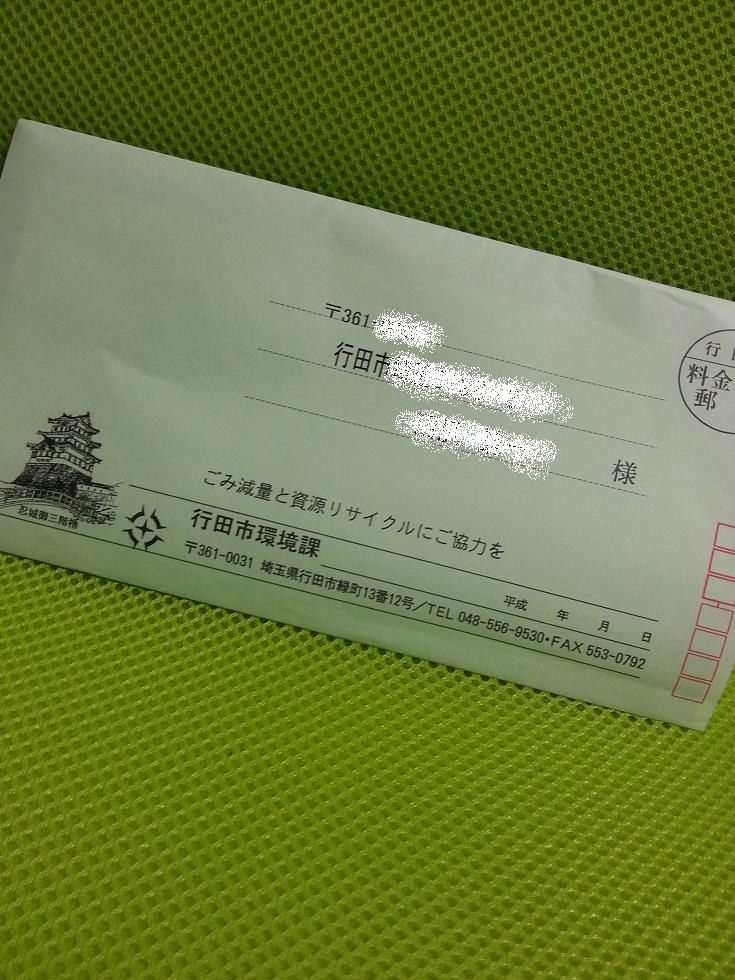 〒361-
行田市
様
行
料金
郵
ごみ減量と資源リサイクルにご協力を
忍城御三階櫓
行田市環境課
平成 年 月 日
〒361-0031 埼玉県行田市緑町13番12号/TEL 048-556-9530・FAX 553-0792